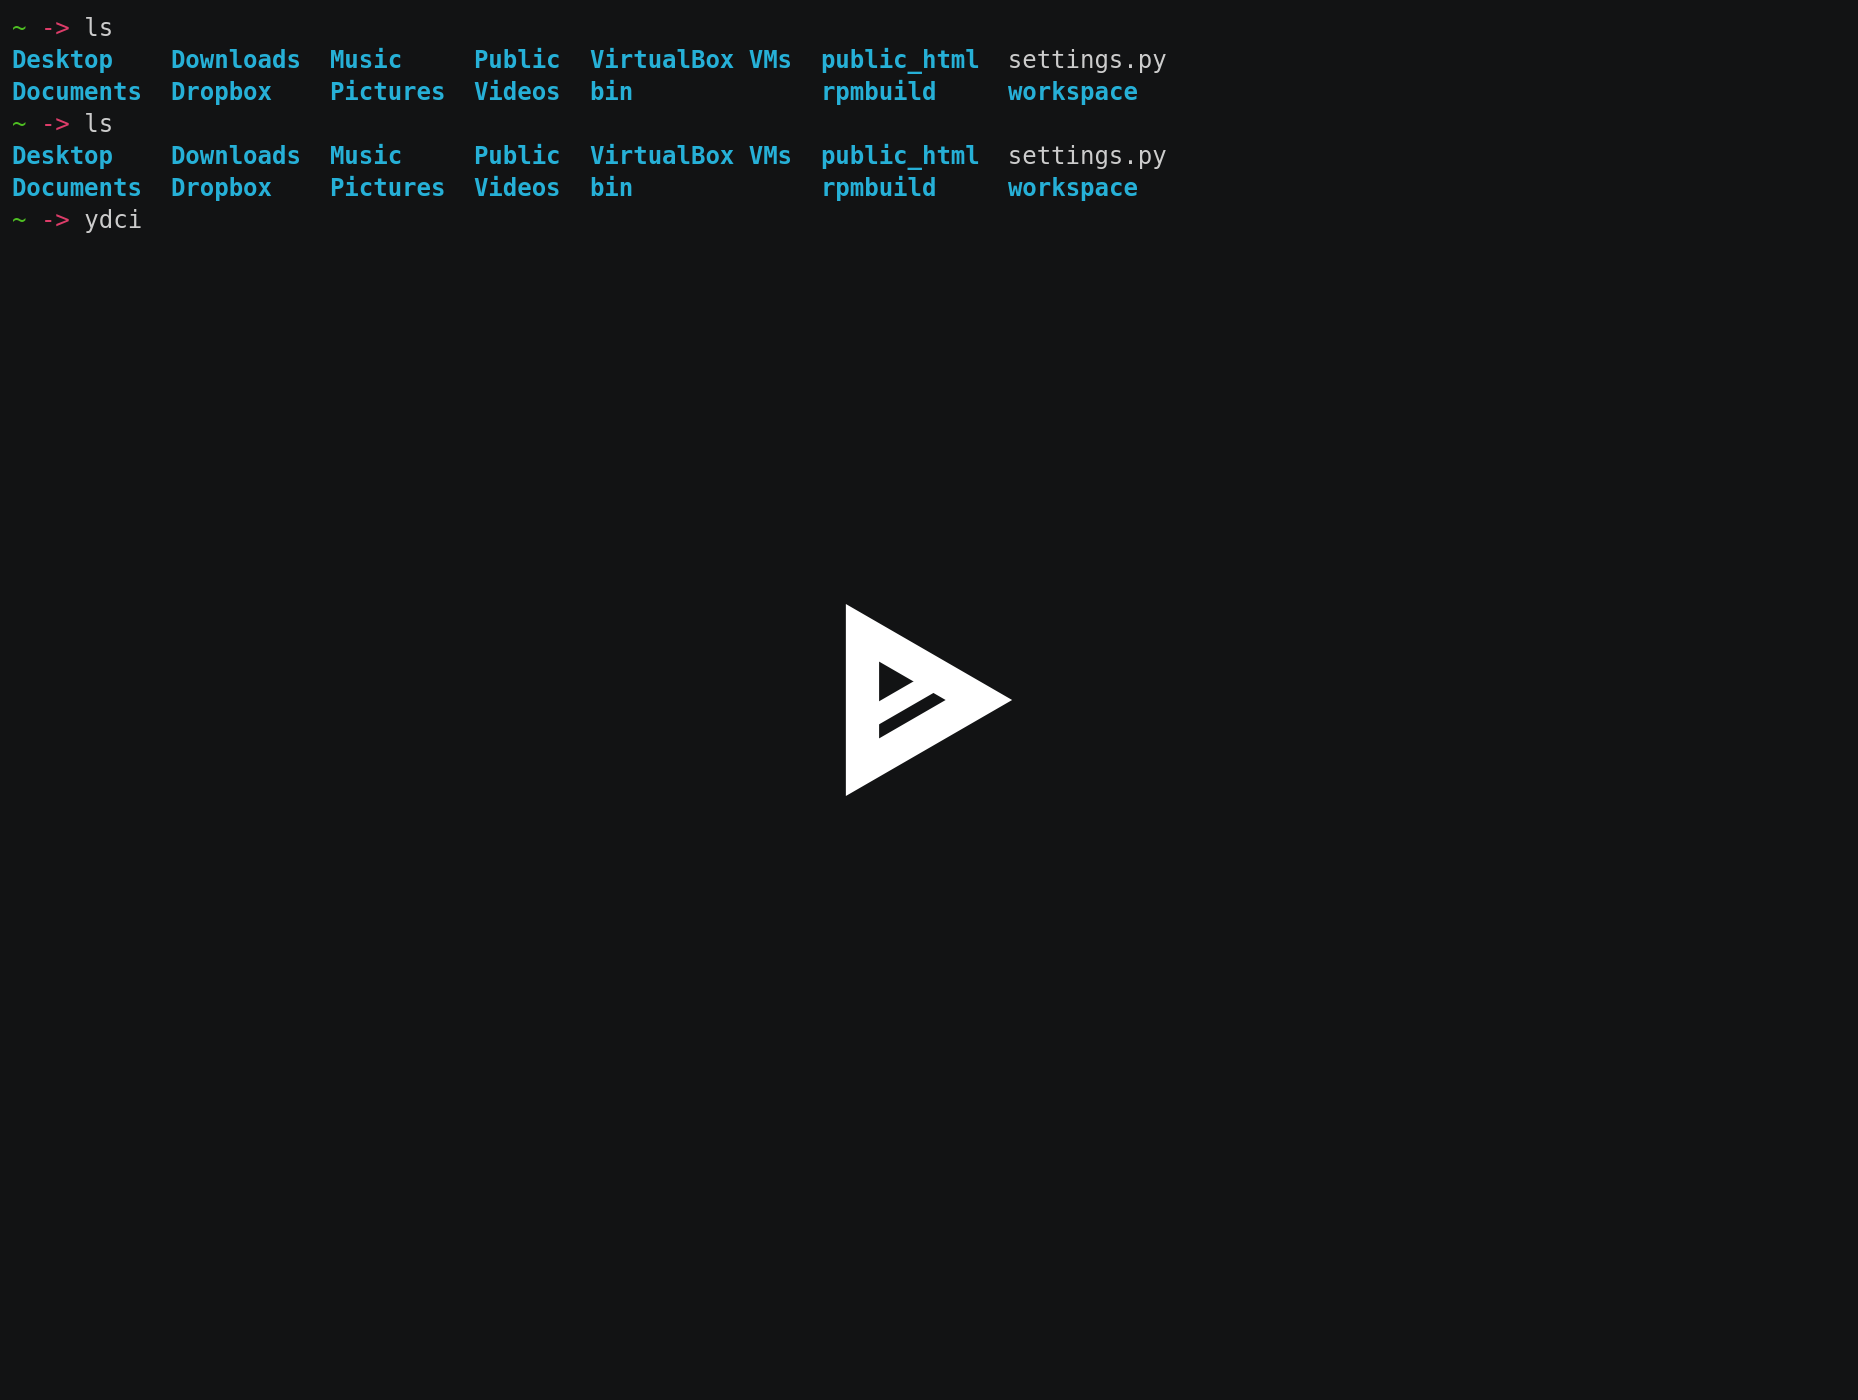 ~ -> ls
Desktop    Downloads  Music     Public  VirtualBox VMs  public_html  settings.py
Documents  Dropbox    Pictures  Videos  bin             rpmbuild     workspace
~ -> ls
Desktop    Downloads  Music     Public  VirtualBox VMs  public_html  settings.py
Documents  Dropbox    Pictures  Videos  bin             rpmbuild     workspace
~ -> ydci